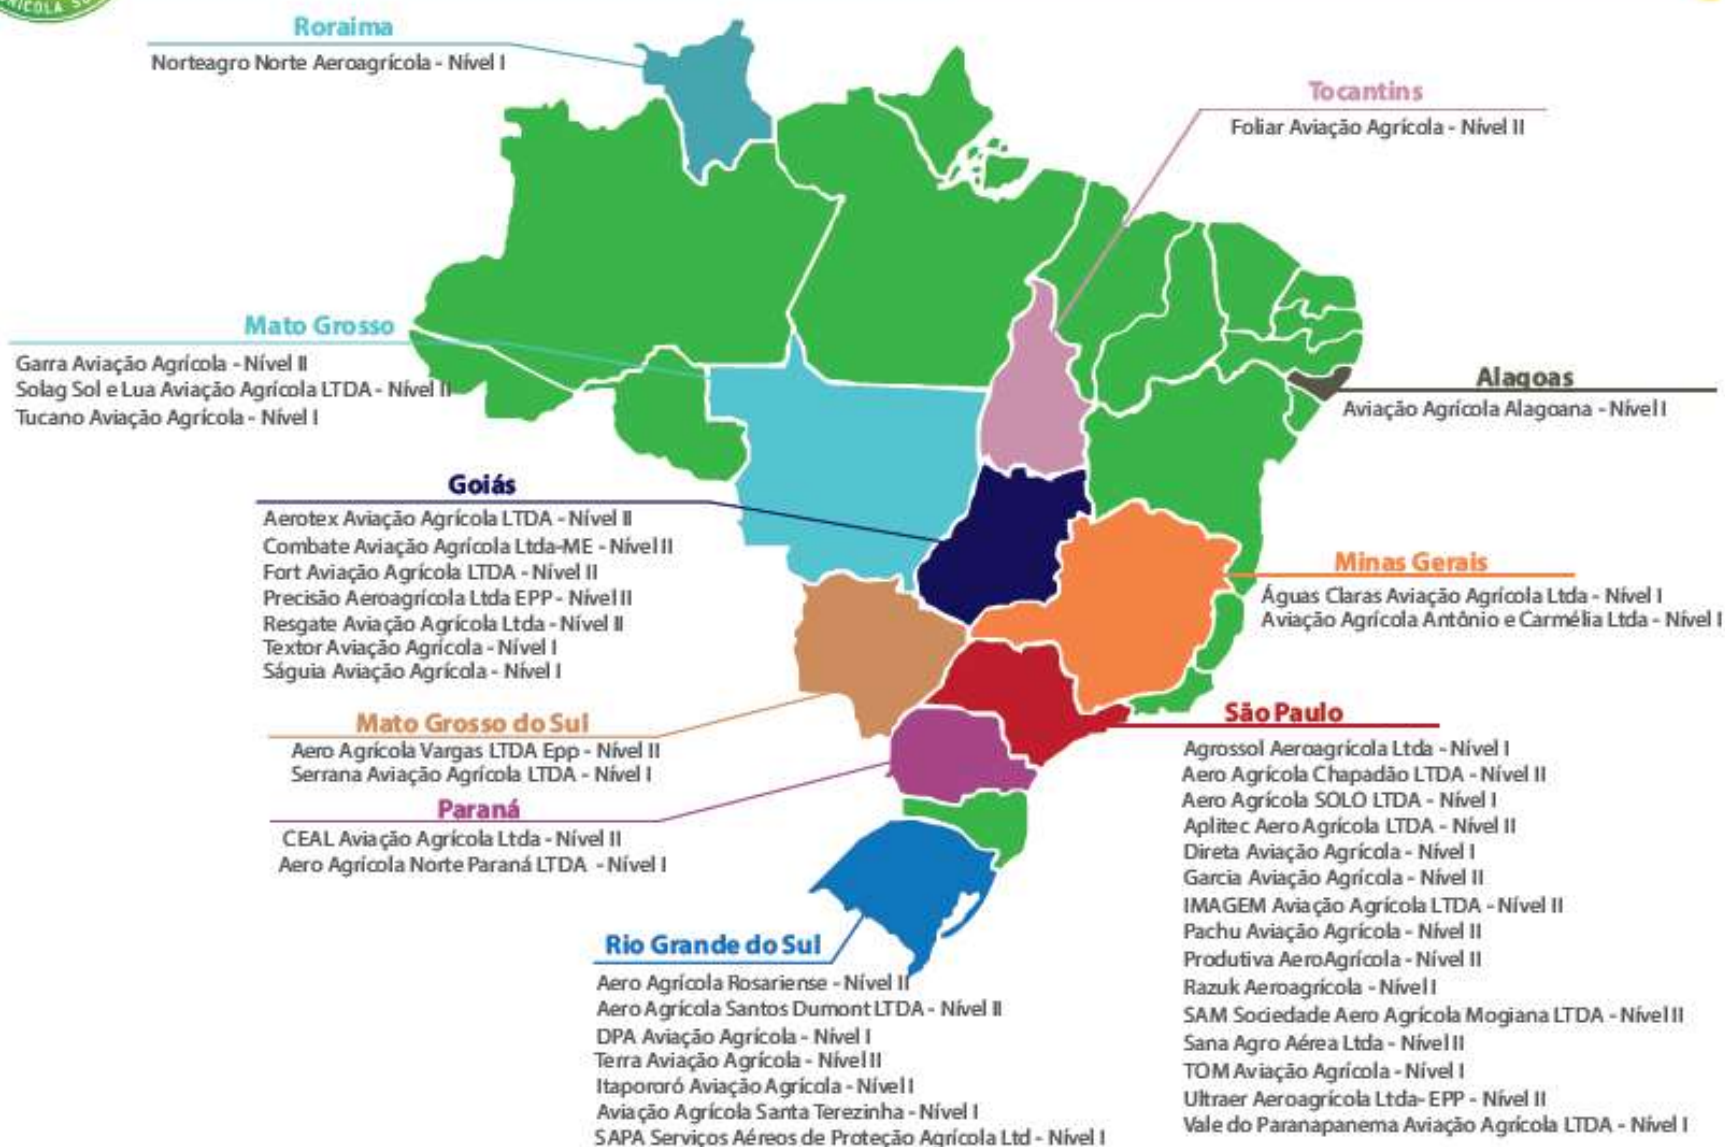 ÍCOLA SU
Roraima
Norteagro Norte Aeroagrícola - Nível I
Tocantins
Foliar Aviação Agrícola - Nível II
Mato Grosso
Garra Aviação Agrícola - Nível II
Solag Sol e Lua Aviação Agrícola LTDA - Nível II
Tucano Aviação Agrícola - Nível I
Alagoas
Aviação Agrícola Alagoana - Nível I
Goiás
Aerotex Aviação Agrícola LTDA - Nível II
Combate Aviação Agrícola Ltda-ME - Nível II
Fort Aviação Agrícola LTDA - Nível II
Precisão Aeroagrícola Ltda EPP - Nível II
Resgate Aviação Agrícola Ltda - Nível II
Textor Aviação Agrícola - Nível I
Ságuia Aviação Agrícola - Nível I
Minas Gerais
Águas Claras Aviação Agrícola Ltda - Nível I
Aviação Agrícola Antônio e Carmélia Ltda - Nível I
Mato Grosso do Sul
Aero Agrícola Vargas LTDA Epp - Nível II
Serrana Aviação Agrícola LTDA - Nível I
Paraná
CEAL Aviação Agrícola Ltda - Nível II
Aero Agrícola Norte Paraná LTDA - Nível I
São Paulo
Agrossol Aeroagrícola Ltda - Nível I
Aero Agrícola Chapadão LTDA - Nível II
Aero Agrícola SOLO LTDA - Nível I
Aplitec Aero Agrícola LTDA - Nível II
Direta Aviação Agrícola - Nível I
Garcia Aviação Agrícola - Nível II
IMAGEM Aviação Agrícola LTDA - Nível II
Pachu Aviação Agrícola - Nível II
Produtiva AeroAgrícola - Nível II
Razuk Aeroagrícola - Nível I
SAM Sociedade Aero Agrícola Mogiana LTDA - Nível II
Sana Agro Aérea Ltda - Nível II
TOM Aviação Agrícola - Nível I
Ultraer Aeroagrícola Ltda- EPP - Nível II
Vale do Paranapanema Aviação Agrícola LTDA - Nível I
Rio Grande do Sul
Aero Agrícola Rosariense - Nível II
Aero Agrícola Santos Dumont LTDA - Nível II
DPA Aviação Agrícola - Nível I
Terra Aviação Agrícola - Nível II
Itapororó Aviação Agrícola - Nível I
Aviação Agrícola Santa Terezinha - Nível I
SAPA Serviços Aéreos de Proteção Agrícola Ltd - Nível I